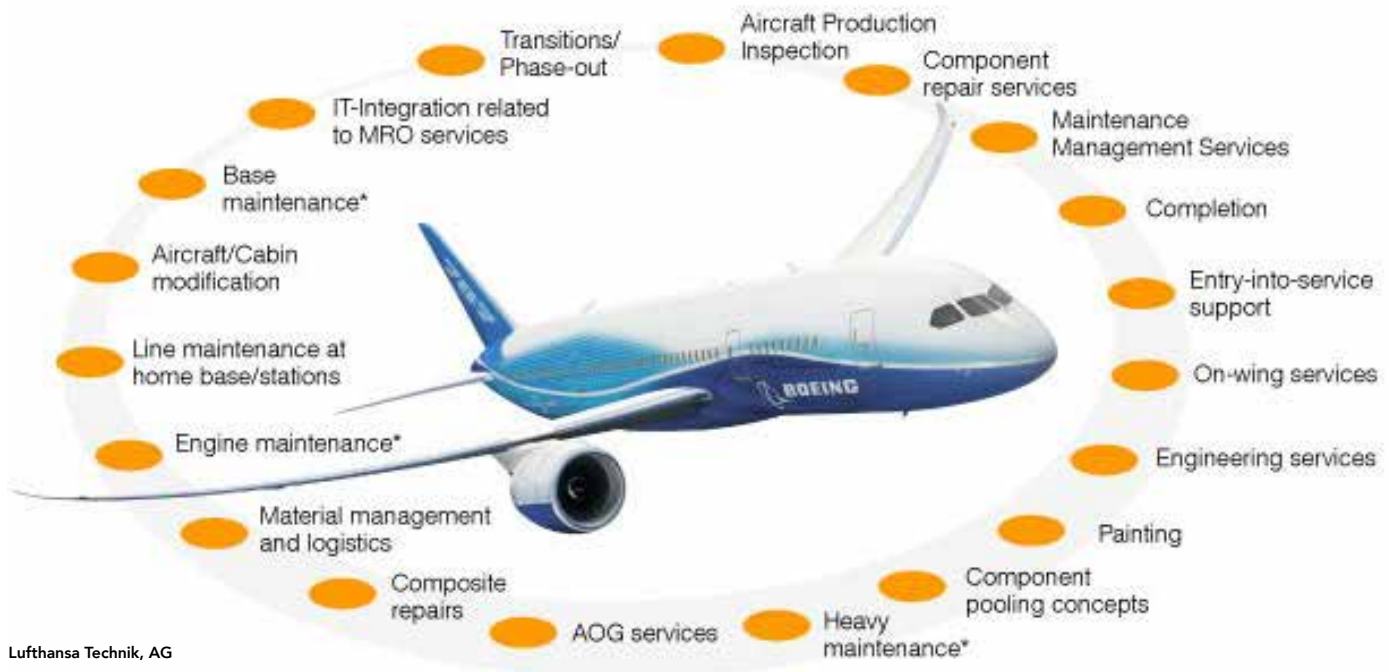 Transitions/
Phase-out
Aircraft Production
Inspection
Component
repair services
Maintenance
Management Services
Completion
Entry-into-service
support
On-wing services
Engineering services
Painting
Component
pooling concepts
Heavy
maintenance*
AOG services
Composite
repairs
Material management
and logistics
Engine maintenance*
Line maintenance at
home base/stations
Aircraft/Cabin
modification
Base
maintenance*
IT-Integration related
to MRO services
BOEING
Lufthansa Technik, AG